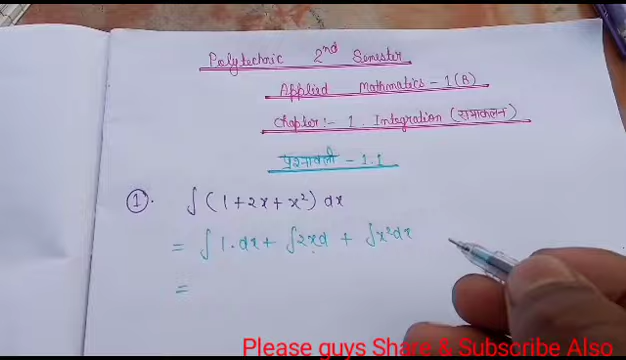 Polytechnic 2nd Semester
Applied Mathematics - 1(B)
Chapter:- 1. Integration (समाकलन)
प्रश्नावली - 1.1
①. ∫(1+2x+x²) dx
= ∫1.dx + ∫2xd + ∫x²dx
=
Please guys Share & Subscribe Also